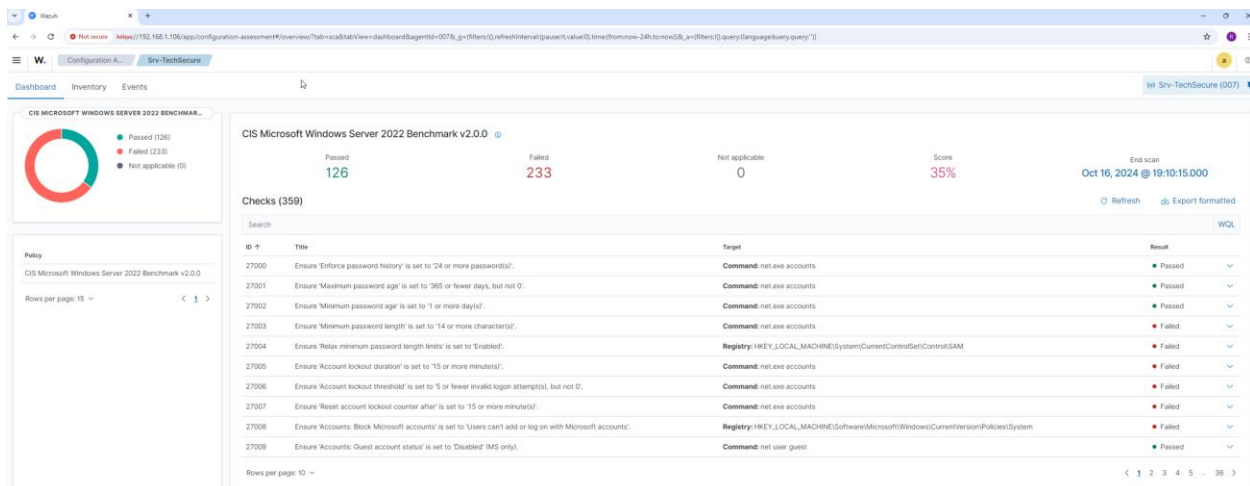 Wazuh
Not secure https://192.168.1.106/app/configuration-assessment#/overview/?tab=sca&tabView=dashboard&agentId=007&_g=(filters:!(),refreshInterval:(pause:!t,value:0),time:(from:now-24h,to:now))&_a=(filters:!(),query:(language:kuery,query:''))
W. Configuration A... Srv-TechSecure a
Dashboard Inventory Events Srv-TechSecure (007)
CIS MICROSOFT WINDOWS SERVER 2022 BENCHMAR...
Passed (126)
Failed (233)
Not applicable (0)
Policy
CIS Microsoft Windows Server 2022 Benchmark v2.0.0
Rows per page: 15 < 1 >
CIS Microsoft Windows Server 2022 Benchmark v2.0.0
Passed Failed Not applicable Score End scan
126 233 0 35% Oct 16, 2024 @ 19:10:15.000
Checks (359) Refresh Export formatted
Search WQL
ID ↑ Title Target Result
27000 Ensure 'Enforce password history' is set to '24 or more password(s)'. Command: net.exe accounts Passed
27001 Ensure 'Maximum password age' is set to '365 or fewer days, but not 0'. Command: net.exe accounts Passed
27002 Ensure 'Minimum password age' is set to '1 or more day(s)'. Command: net.exe accounts Passed
27003 Ensure 'Minimum password length' is set to '14 or more character(s)'. Command: net.exe accounts Failed
27004 Ensure 'Relax minimum password length limits' is set to 'Enabled'. Registry: HKEY_LOCAL_MACHINE\System\CurrentControlSet\Control\SAM Failed
27005 Ensure 'Account lockout duration' is set to '15 or more minute(s)'. Command: net.exe accounts Failed
27006 Ensure 'Account lockout threshold' is set to '5 or fewer invalid logon attempt(s), but not 0'. Command: net.exe accounts Failed
27007 Ensure 'Reset account lockout counter after' is set to '15 or more minute(s)'. Command: net.exe accounts Failed
27008 Ensure 'Accounts: Block Microsoft accounts' is set to 'Users can't add or log on with Microsoft accounts'. Registry: HKEY_LOCAL_MACHINE\Software\Microsoft\Windows\CurrentVersion\Policies\System Failed
27009 Ensure 'Accounts: Guest account status' is set to 'Disabled' (MS only). Command: net user guest Passed
Rows per page: 10 < 1 2 3 4 5 ... 36 >